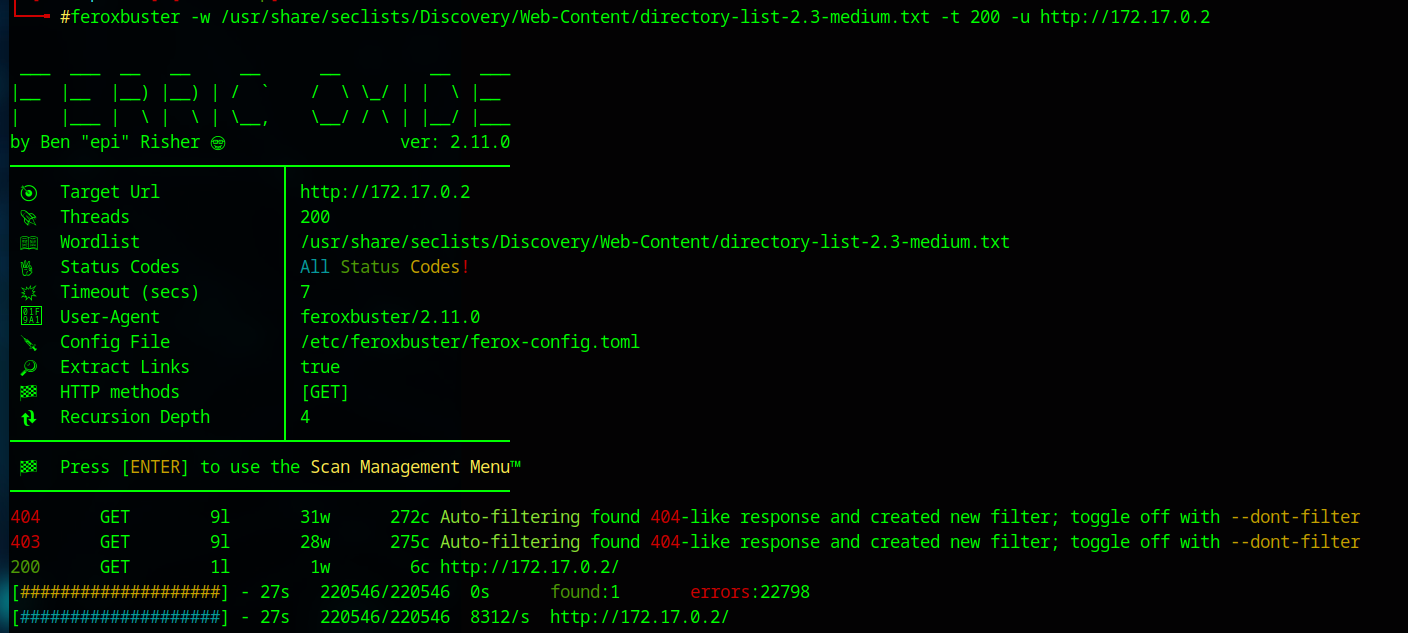 #feroxbuster -w /usr/share/seclists/Discovery/Web-Content/directory-list-2.3-medium.txt -t 200 -u http://172.17.0.2
 ___  ___  __   __     __      __         __   ___
|__  |__  |__) |__) | /  `    /  \ \_/ | |  \ |__
|    |___ |  \ |  \ | \__,    \__/ / \ | |__/ |___
by Ben "epi" Risher 🤓                 ver: 2.11.0
Target Url http://172.17.0.2
Threads 200
Wordlist /usr/share/seclists/Discovery/Web-Content/directory-list-2.3-medium.txt
Status Codes All Status Codes!
Timeout (secs) 7
User-Agent feroxbuster/2.11.0
Config File /etc/feroxbuster/ferox-config.toml
Extract Links true
HTTP methods [GET]
Recursion Depth 4
Press [ENTER] to use the Scan Management Menu™
404 GET 9l 31w 272c Auto-filtering found 404-like response and created new filter; toggle off with --dont-filter
403 GET 9l 28w 275c Auto-filtering found 404-like response and created new filter; toggle off with --dont-filter
200 GET 1l 1w 6c http://172.17.0.2/
[####################] - 27s 220546/220546 0s found:1 errors:22798
[####################] - 27s 220546/220546 8312/s http://172.17.0.2/